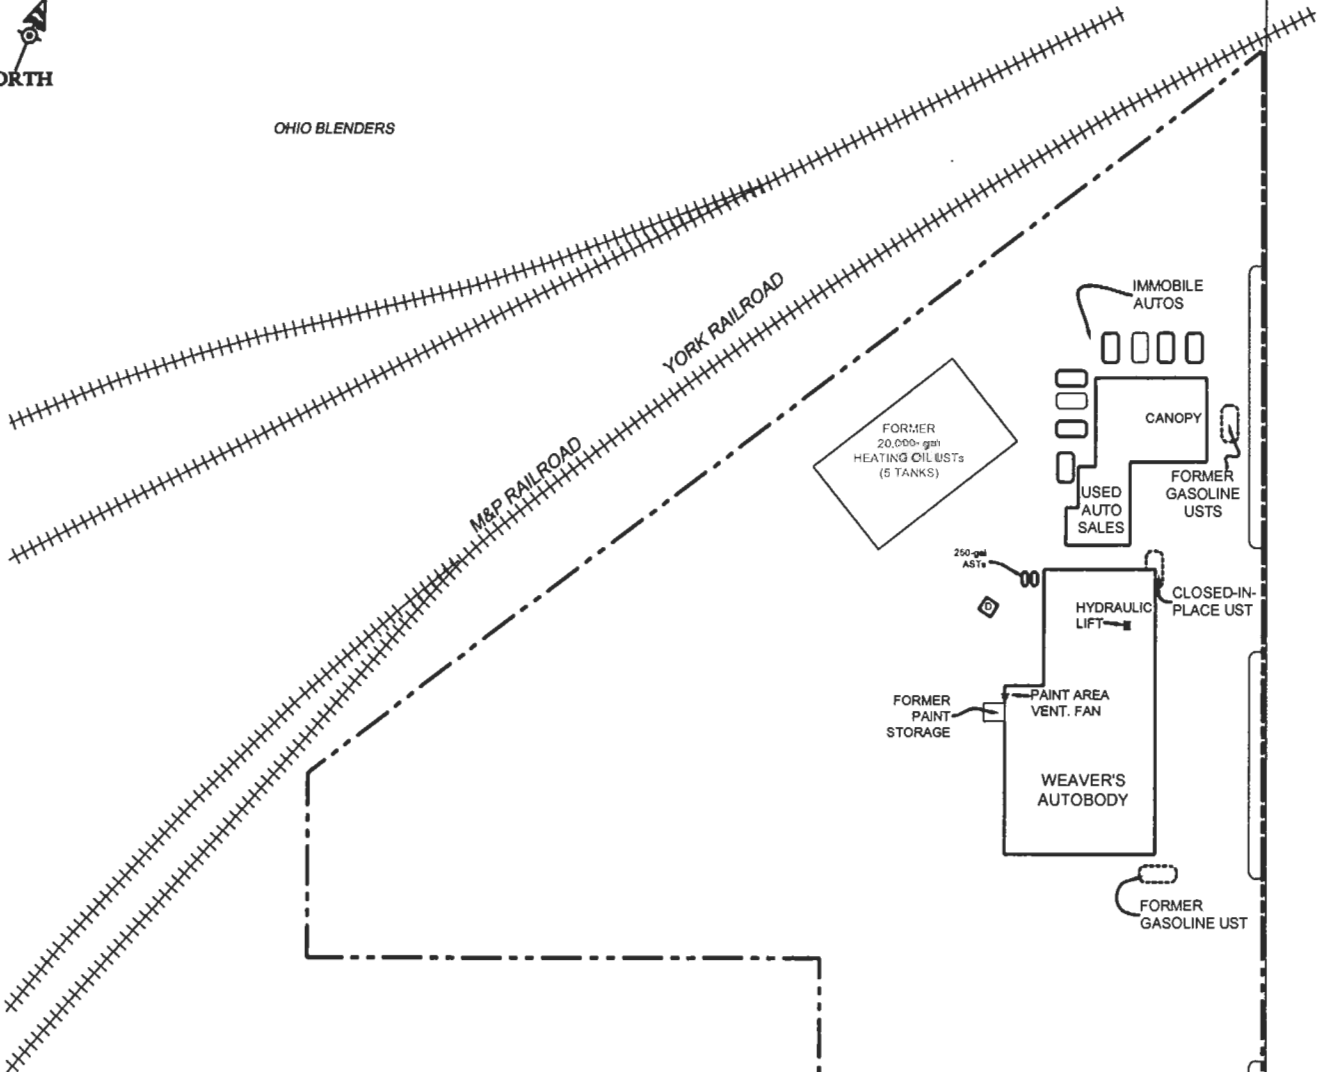 ORTH
OHIO BLENDERS
YORK RAILROAD
M&P RAILROAD
IMMOBILE
AUTOS
CANOPY
FORMER
20,000-gal
HEATING OIL USTs
(5 TANKS)
FORMER
GASOLINE
USTS
USED
AUTO
SALES
250-gal
ASTs
D
CLOSED-IN-
PLACE UST
HYDRAULIC
LIFT
PAINT AREA
VENT. FAN
FORMER
PAINT
STORAGE
WEAVER'S
AUTOBODY
FORMER
GASOLINE UST